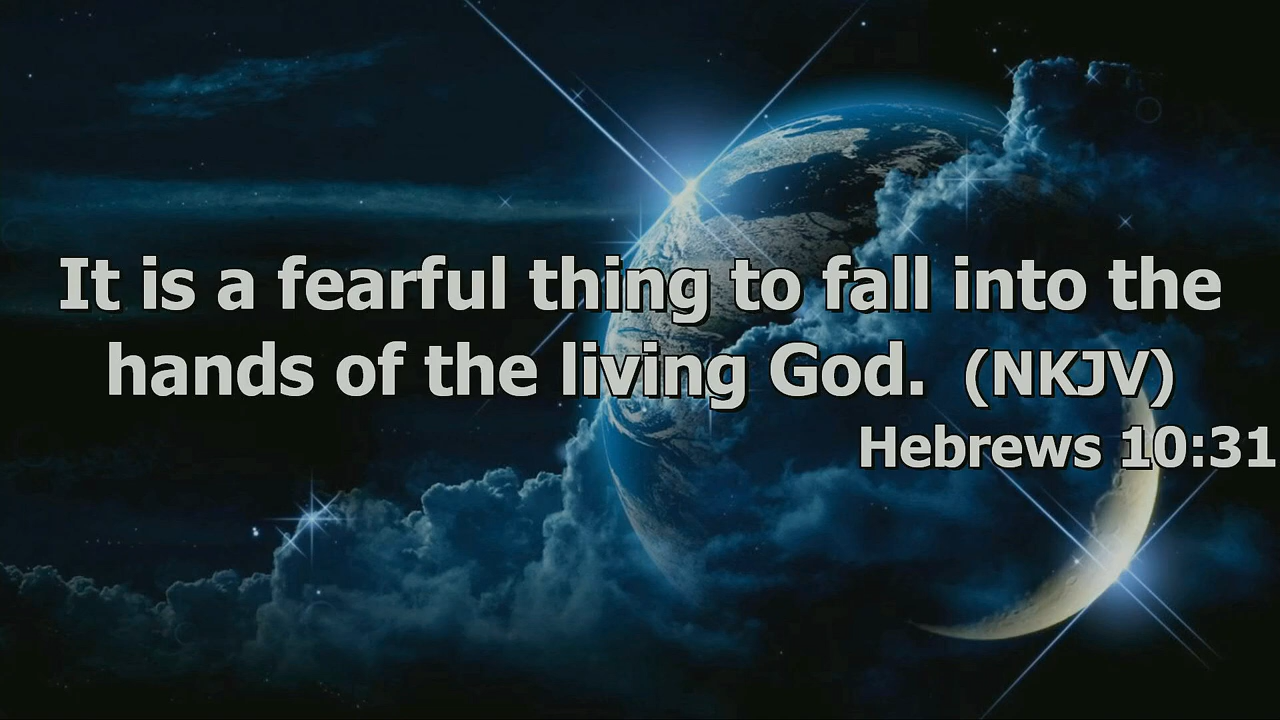 It is a fearful thing to fall into the
hands of the living God. (NKJV)
Hebrews 10:31